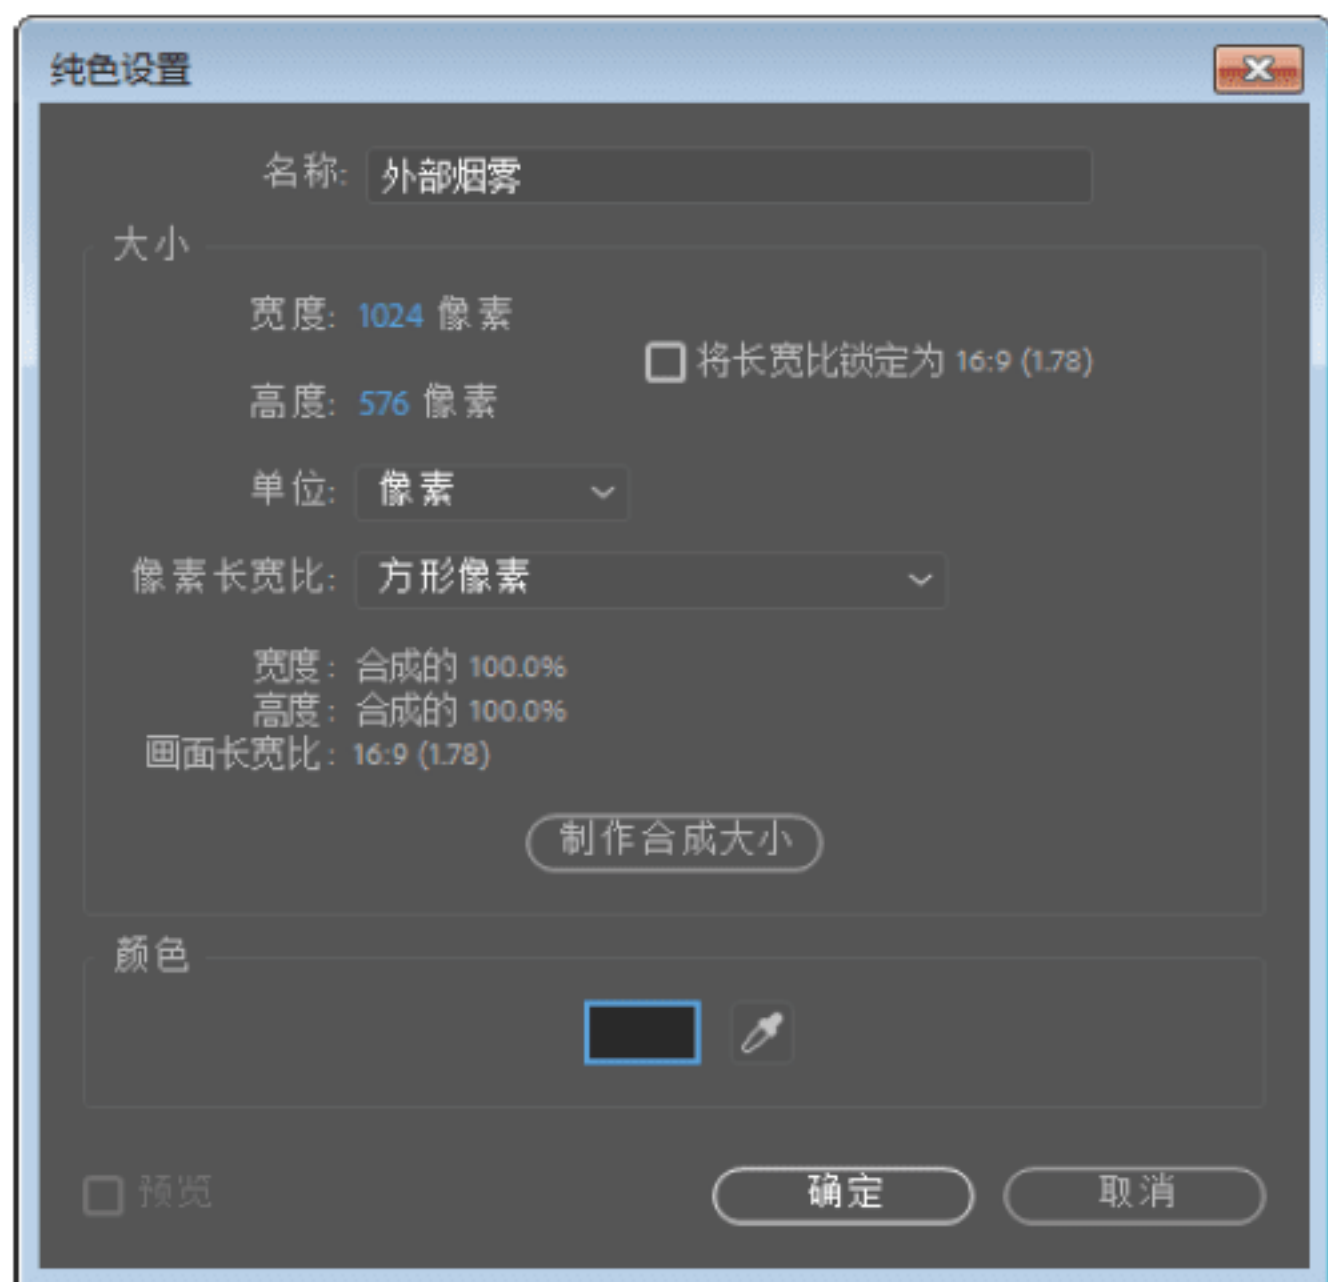 纯色设置
名称: 外部烟雾
大小
宽度: 1024 像素
将长宽比锁定为 16:9 (1.78)
高度: 576 像素
单位: 像素
像素长宽比: 方形像素
宽度: 合成的 100.0%
高度: 合成的 100.0%
画面长宽比: 16:9 (1.78)
制作合成大小
颜色
预览 确定 取消